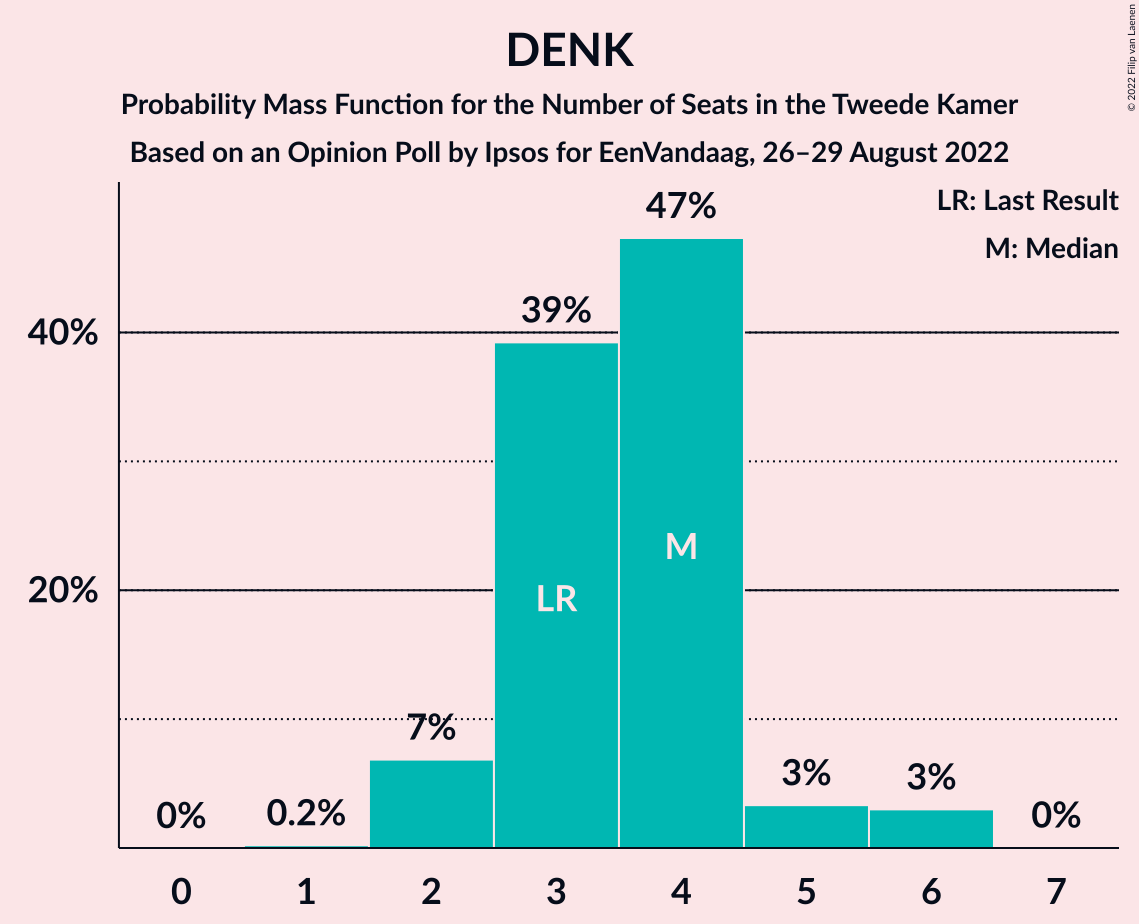 DENK
Probability Mass Function for the Number of Seats in the Tweede Kamer
Based on an Opinion Poll by Ipsos for EenVandaag, 26–29 August 2022
© 2022 Filip van Laenen
LR: Last Result
M: Median
40%
20%
0%
0.2%
7%
39%
47%
3%
3%
0%
LR
M
0 1 2 3 4 5 6 7